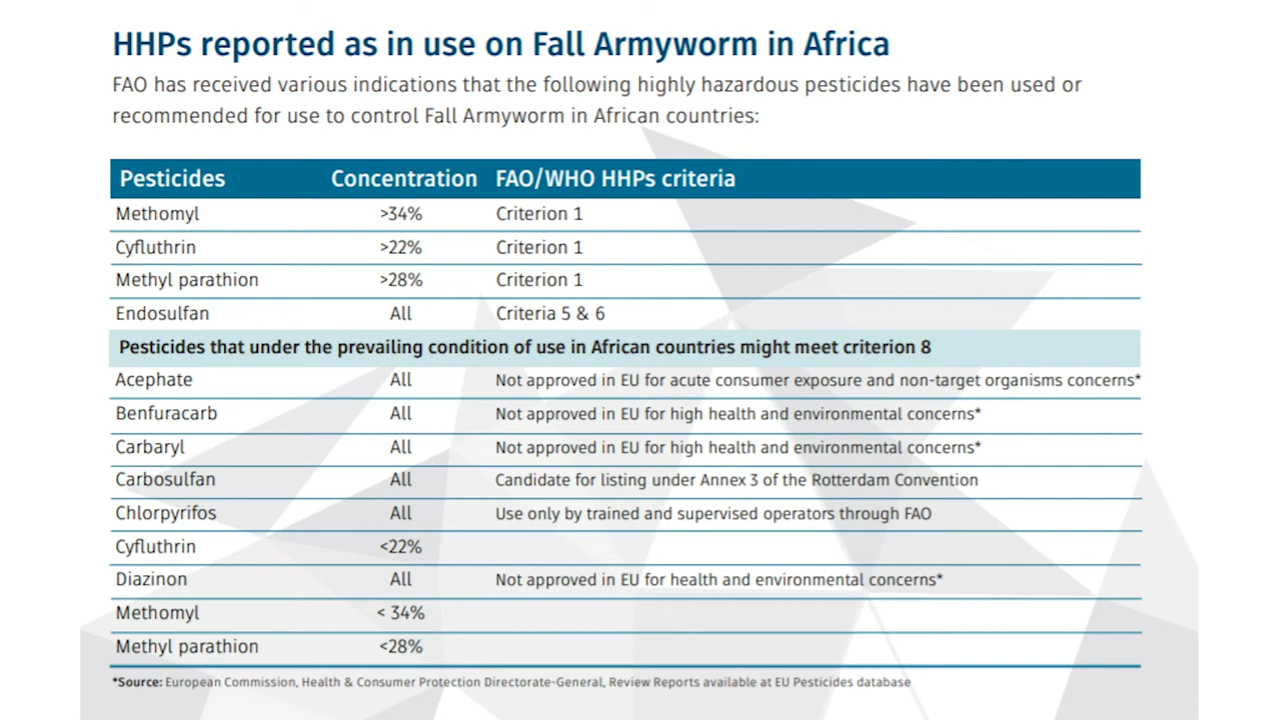 HHPs reported as in use on Fall Armyworm in Africa
FAO has received various indications that the following highly hazardous pesticides have been used or
recommended for use to control Fall Armyworm in African countries:
Pesticides Concentration FAO/WHO HHPs criteria
Methomyl >34% Criterion 1
Cyfluthrin >22% Criterion 1
Methyl parathion >28% Criterion 1
Endosulfan All Criteria 5 & 6
Pesticides that under the prevailing condition of use in African countries might meet criterion 8
Acephate All Not approved in EU for acute consumer exposure and non-target organisms concerns*
Benfuracarb All Not approved in EU for high health and environmental concerns*
Carbaryl All Not approved in EU for high health and environmental concerns*
Carbosulfan All Candidate for listing under Annex 3 of the Rotterdam Convention
Chlorpyrifos All Use only by trained and supervised operators through FAO
Cyfluthrin <22%
Diazinon All Not approved in EU for health and environmental concerns*
Methomyl < 34%
Methyl parathion <28%
*Source: European Commission, Health & Consumer Protection Directorate-General, Review Reports available at EU Pesticides database